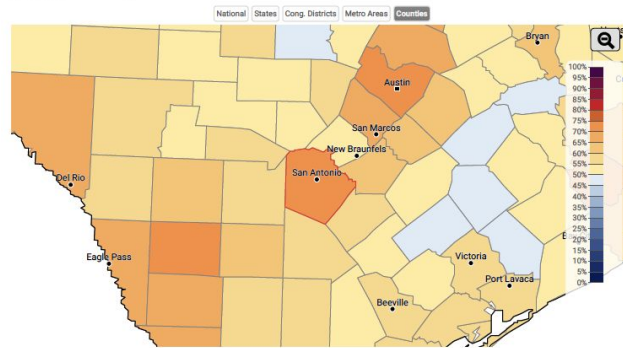 National States Cong. Districts Metro Areas Counties
Bryan
Austin
San Marcos
New Braunfels
San Antonio
Del Rio
Eagle Pass
Victoria
Port Lavaca
Beeville
100%
95%
90%
85%
80%
75%
70%
65%
60%
55%
50%
45%
40%
35%
30%
25%
20%
15%
10%
5%
0%